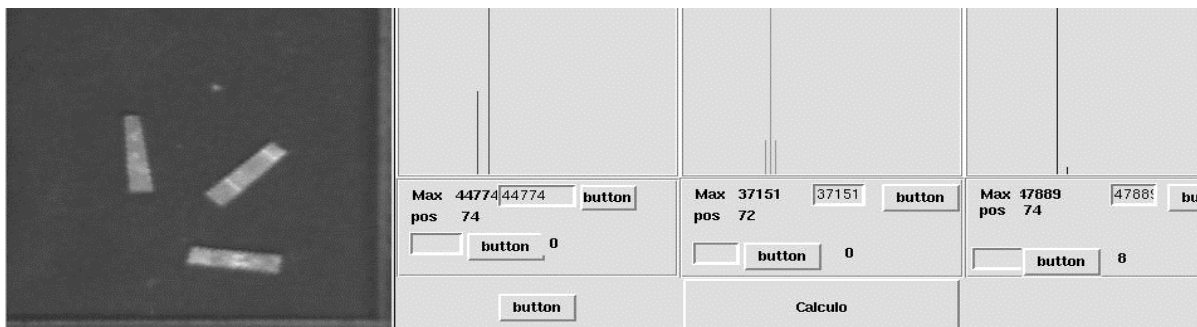 Max 44774 44774 button
pos 74
button 0
button
Max 37151 37151 button
pos 72
button 0
Calculo
Max 47889
pos 74
button 8